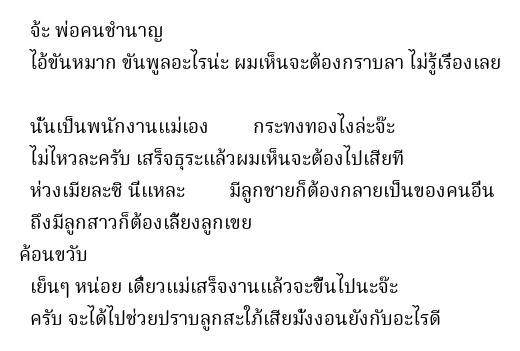 จ้ะ พ่อคนชำนาญ
ไอ้ขันหมาก ขันพูลอะไรน่ะ ผมเห็นจะต้องกราบลา ไม่รู้เรื่องเลย
นั่นเป็นพนักงานแม่เอง กระทงทองไงล่ะจ๊ะ
ไม่ไหวละครับ เสร็จธุระแล้วผมเห็นจะต้องไปเสียที
ห่วงเมียละซิ นี่แหละ มีลูกชายก็ต้องกลายเป็นของคนอื่น
ถึงมีลูกสาวก็ต้องเลี้ยงลูกเขย
ค้อนขวับ
เย็นๆ หน่อย เดี๋ยวแม่เสร็จงานแล้วจะขึ้นไปนะจ๊ะ
ครับ จะได้ไปช่วยปราบลูกสะใภ้เสียมั่งงอนยังกับอะไรดี